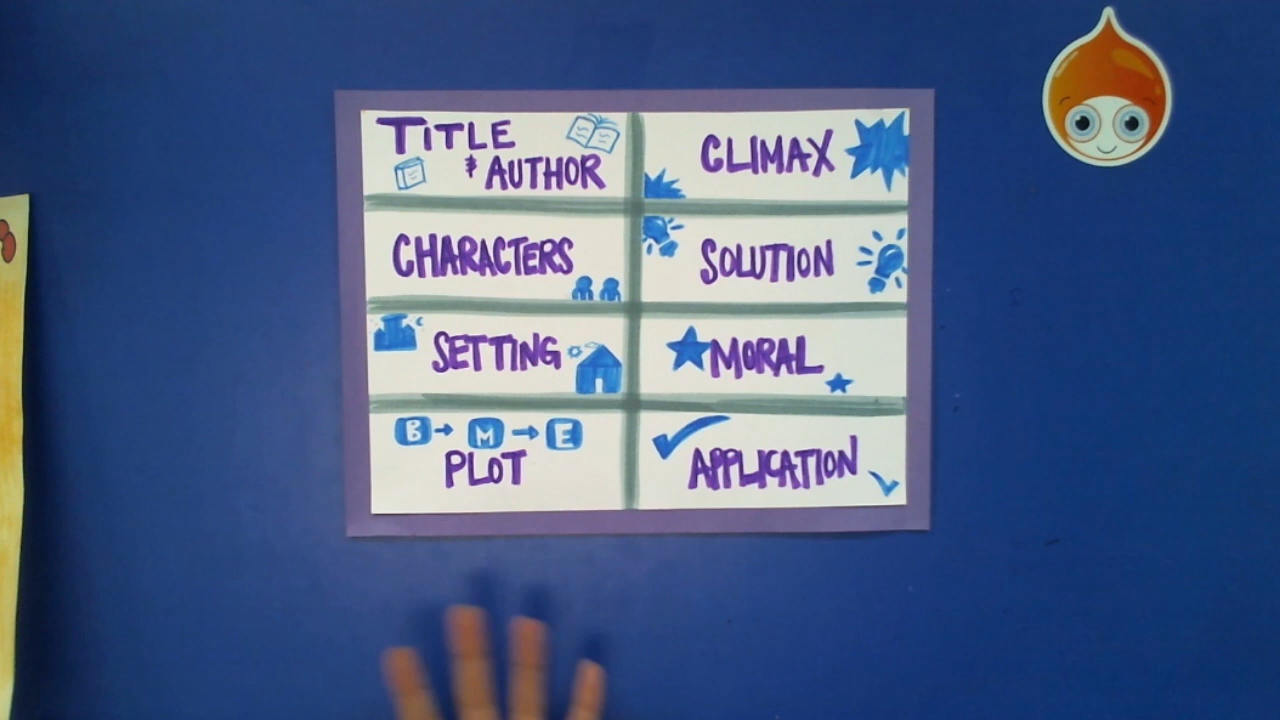 TITLE
& AUTHOR
CHARACTERS
SETTING
B → M → E
PLOT
CLIMAX
SOLUTION
MORAL
APPLICATION